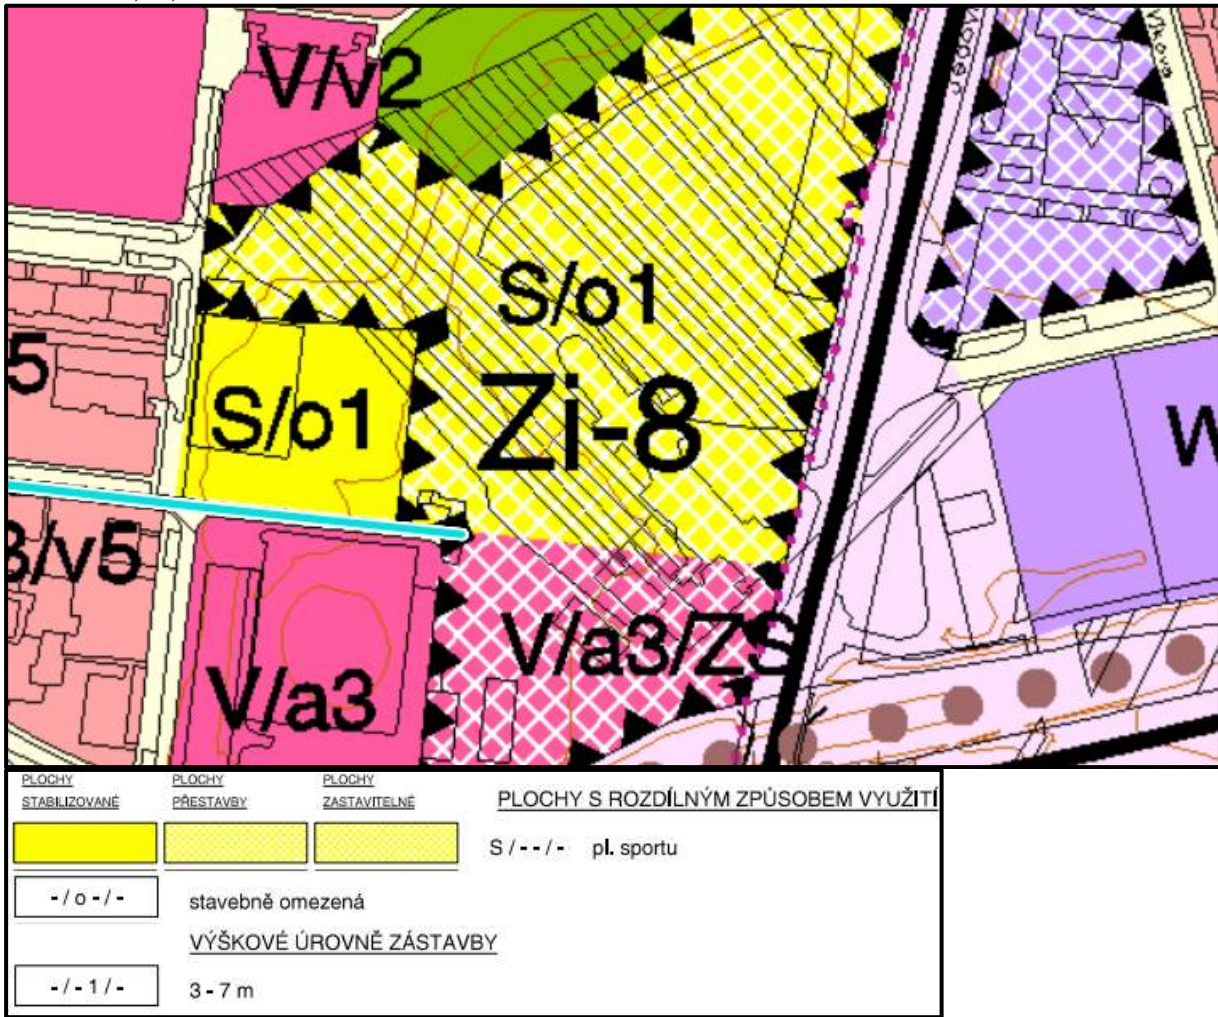 V/v2
S/o1
Zi-8
5
S/o1
W
3/v5
V/a3/ZS
V/a3
PLOCHY STABILIZOVANÉ
PLOCHY PŘESTAVBY
PLOCHY ZASTAVITELNÉ
PLOCHY S ROZDÍLNÝM ZPŮSOBEM VYUŽITÍ
S / - - / - pl. sportu
- / o - / - stavebně omezená
VÝŠKOVÉ ÚROVNĚ ZÁSTAVBY
- / - 1 / - 3 - 7 m